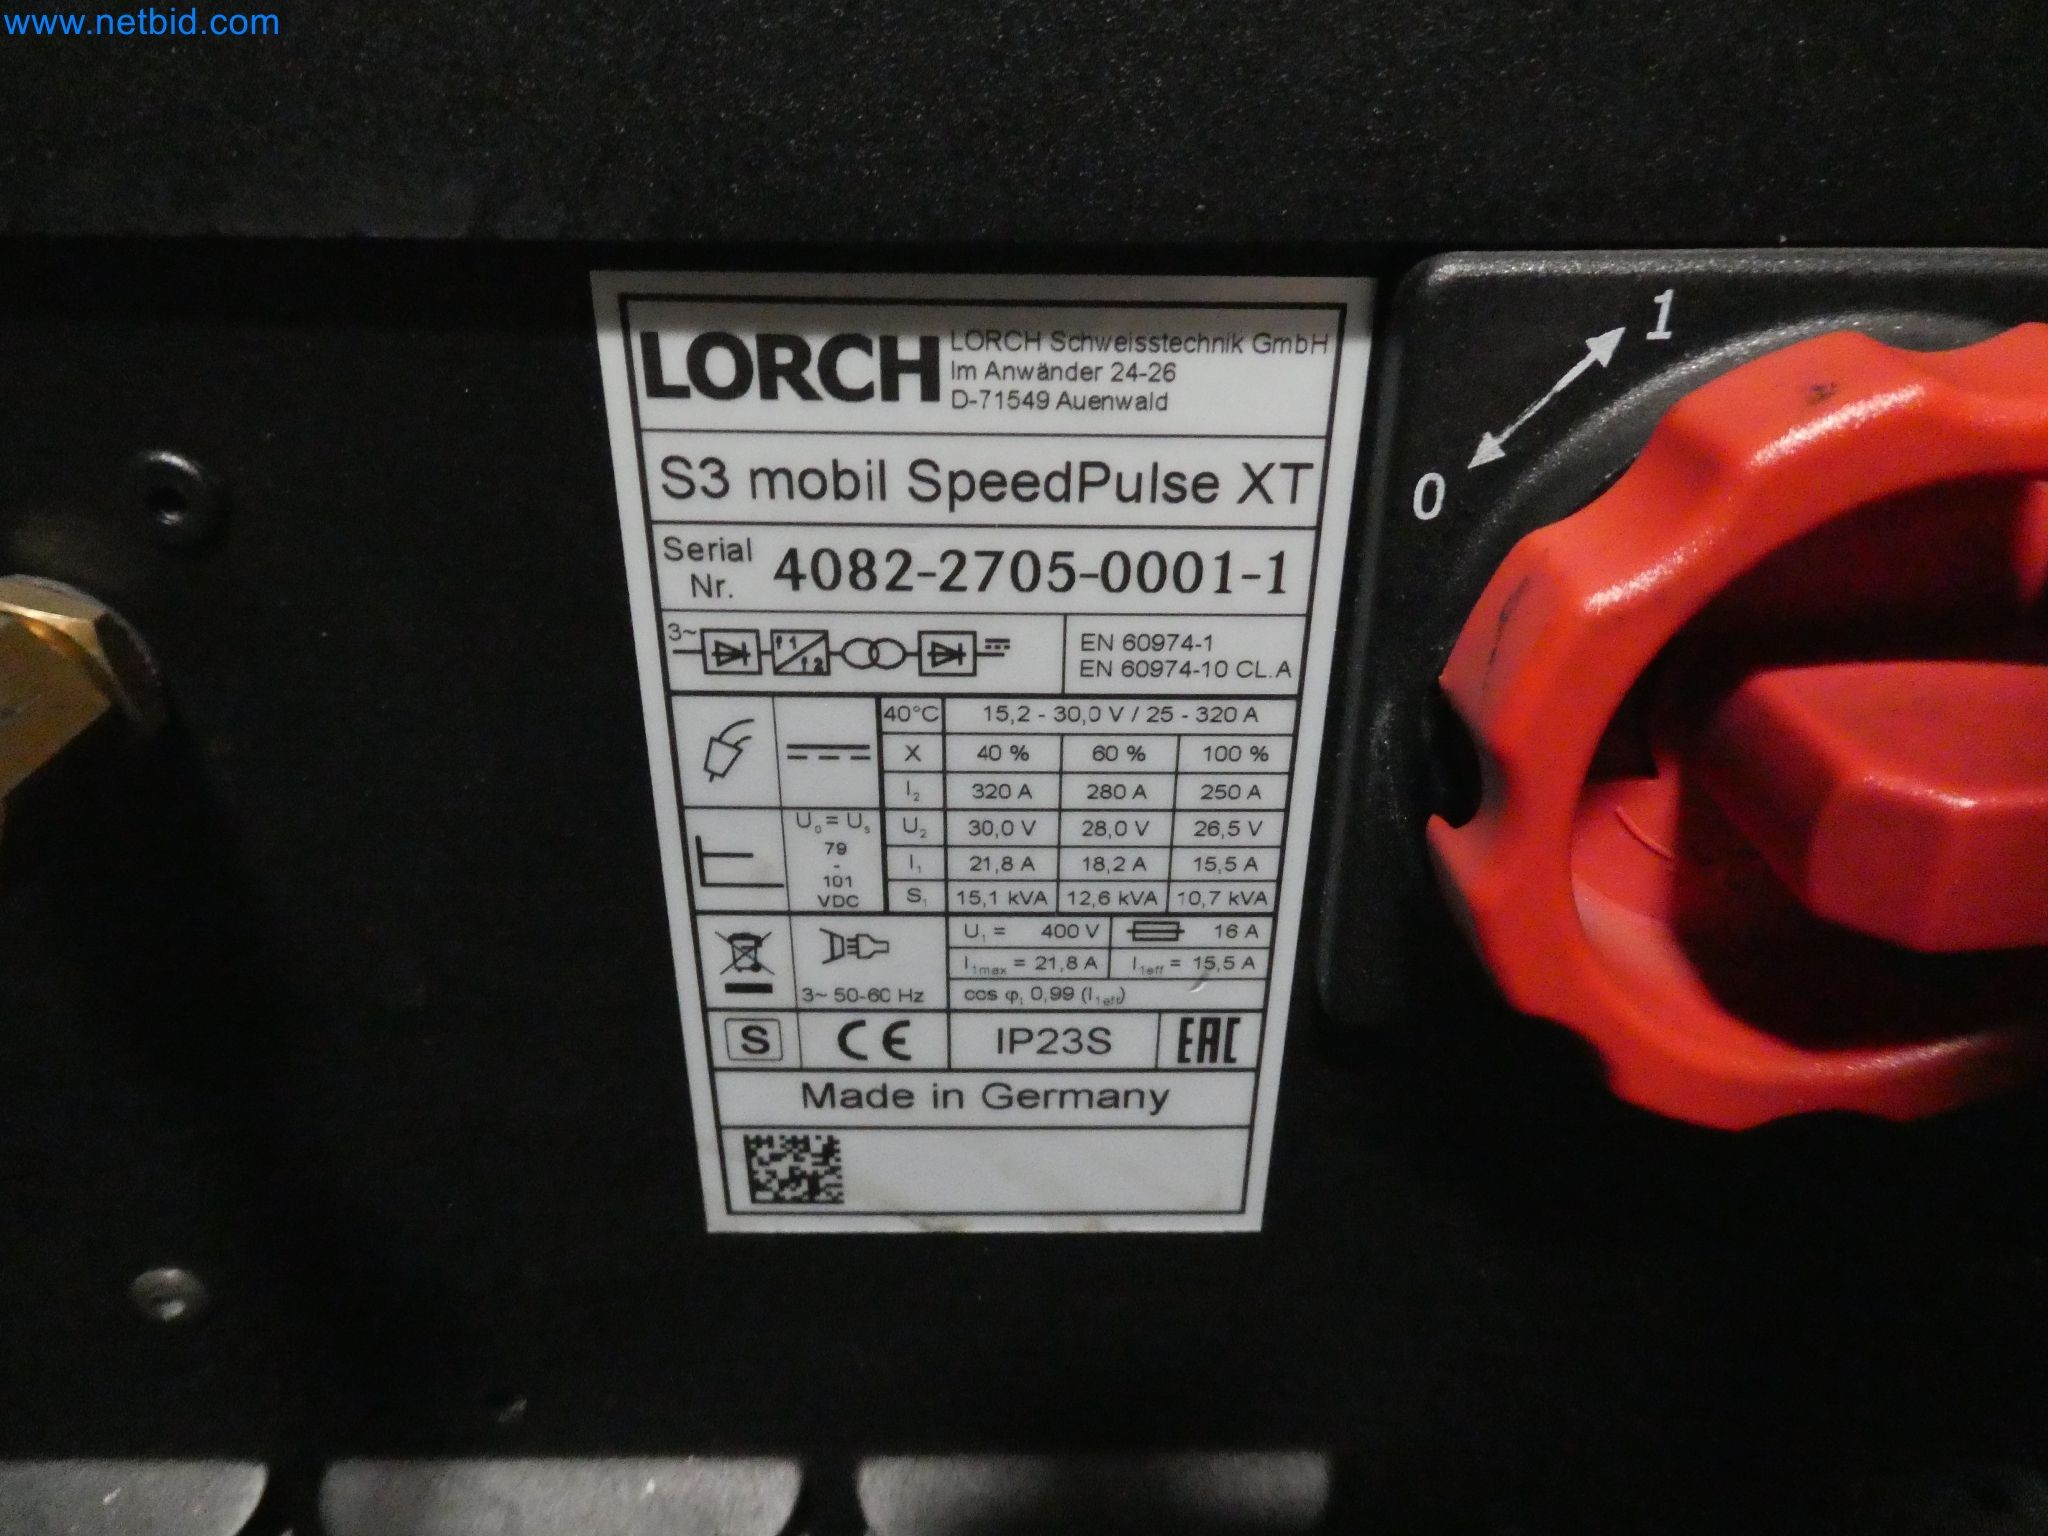 www.netbid.com
LORCH
LORCH Schweisstechnik GmbH
Im Anwänder 24-26
D-71549 Auenwald
S3 mobil SpeedPulse XT
Serial Nr. 4082-2705-0001-1
3~
f1
f2
EN 60974-1
EN 60974-10 CL.A
40°C 15,2 - 30,0 V / 25 - 320 A
X 40 % 60 % 100 %
I₂ 320 A 280 A 250 A
U₀ = Uₛ
79
-
101
VDC
U₂ 30,0 V 28,0 V 26,5 V
I₁ 21,8 A 18,2 A 15,5 A
S₁ 15,1 kVA 12,6 kVA 10,7 kVA
3~ 50-60 Hz
U₁ = 400 V 16 A
I1max = 21,8 A I1eff = 15,5 A
cos φ₁ 0,99 (I1eff)
S CE IP23S EAC
Made in Germany
0
1